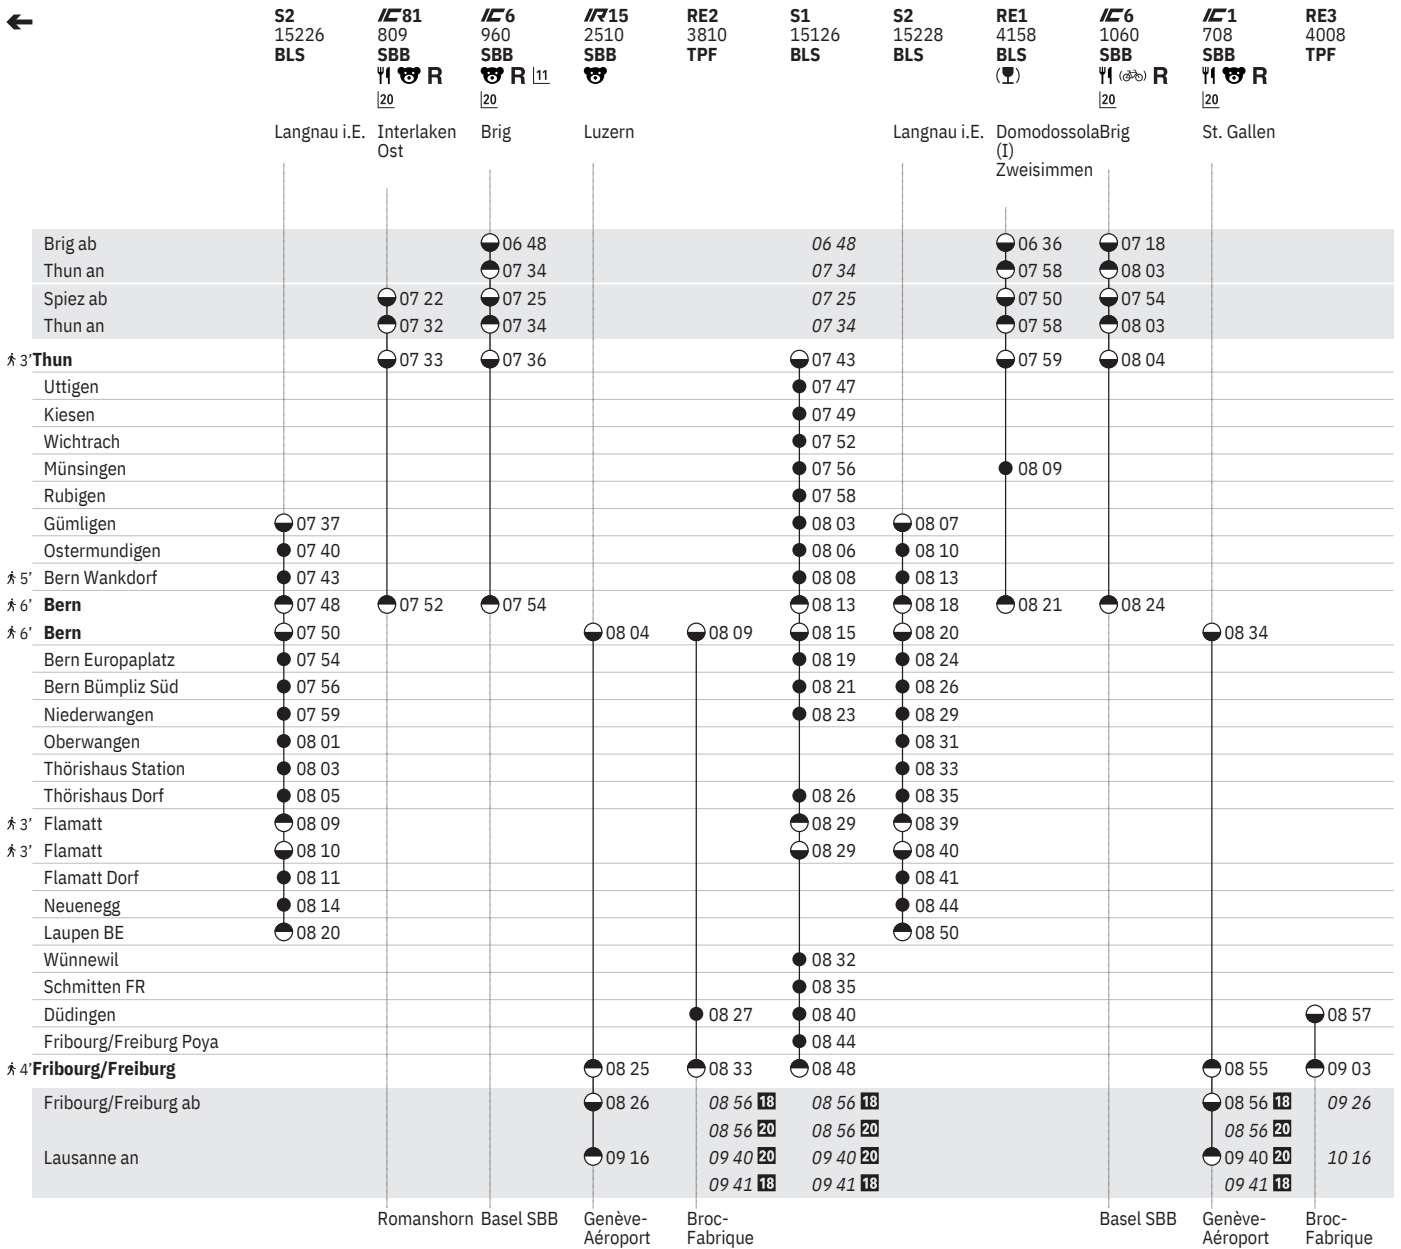 S2 IC81 IC6 IR15 RE2 S1 S2 RE1 IC6 IC1 RE3
15226 809 960 2510 3810 15126 15228 4158 1060 708 4008
BLS SBB SBB SBB TPF BLS BLS BLS SBB SBB TPF
R R 11 ( ) ( ) R R
20 20 20 20
Langnau i.E. Interlaken Brig Luzern Langnau i.E. Domodossola Brig St. Gallen
Ost (I)
Zweisimmen
Brig ab 06 48 06 48 06 36 07 18
Thun an 07 34 07 34 07 58 08 03
Spiez ab 07 22 07 25 07 25 07 50 07 54
Thun an 07 32 07 34 07 34 07 58 08 03
3’ Thun 07 33 07 36 07 43 07 59 08 04
Uttigen 07 47
Kiesen 07 49
Wichtrach 07 52
Münsingen 07 56 08 09
Rubigen 07 58
Gümligen 07 37 08 03 08 07
Ostermundigen 07 40 08 06 08 10
5’ Bern Wankdorf 07 43 08 08 08 13
6’ Bern 07 48 07 52 07 54 08 13 08 18 08 21 08 24
6’ Bern 07 50 08 04 08 09 08 15 08 20 08 34
Bern Europaplatz 07 54 08 19 08 24
Bern Bümpliz Süd 07 56 08 21 08 26
Niederwangen 07 59 08 23 08 29
Oberwangen 08 01 08 31
Thörishaus Station 08 03 08 33
Thörishaus Dorf 08 05 08 26 08 35
3’ Flamatt 08 09 08 29 08 39
3’ Flamatt 08 10 08 29 08 40
Flamatt Dorf 08 11 08 41
Neuenegg 08 14 08 44
Laupen BE 08 20 08 50
Wünnewil 08 32
Schmitten FR 08 35
Düdingen 08 27 08 40 08 57
Fribourg/Freiburg Poya 08 44
4’ Fribourg/Freiburg 08 25 08 33 08 48 08 55 09 03
Fribourg/Freiburg ab 08 26 08 56 18 08 56 18 08 56 18 09 26
08 56 20 08 56 20 08 56 20
Lausanne an 09 16 09 40 20 09 40 20 09 40 20 10 16
09 41 18 09 41 18 09 41 18
Romanshorn Basel SBB Genève- Broc- Basel SBB Genève- Broc-
Aéroport Fabrique Aéroport Fabrique